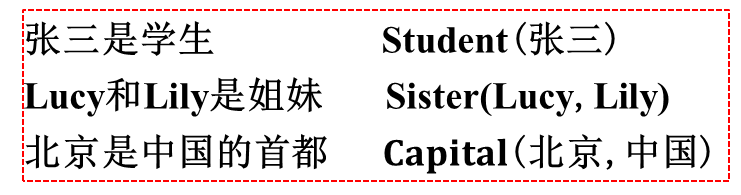 张三是学生 Student(张三)
Lucy和Lily是姐妹 Sister(Lucy, Lily)
北京是中国的首都 Capital(北京,中国)